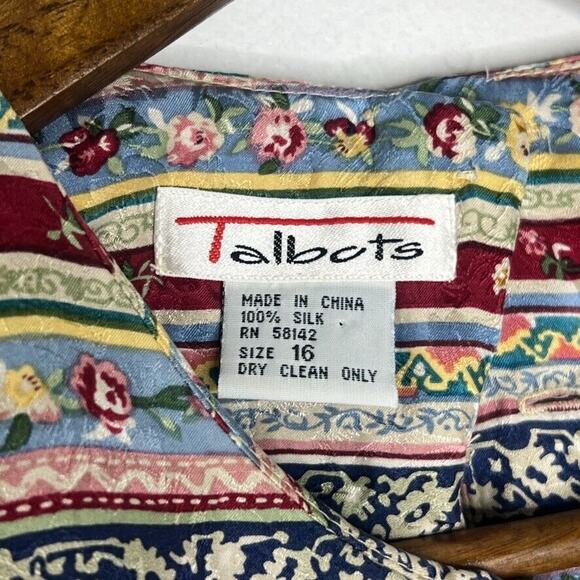 Talbots
MADE IN CHINA
100% SILK
RN 58142
SIZE 16
DRY CLEAN ONLY